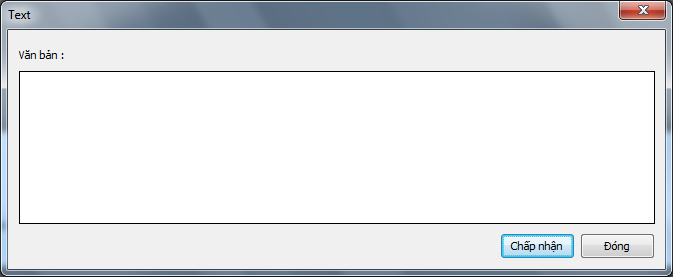 Text
Văn bản :
Chấp nhận Đóng